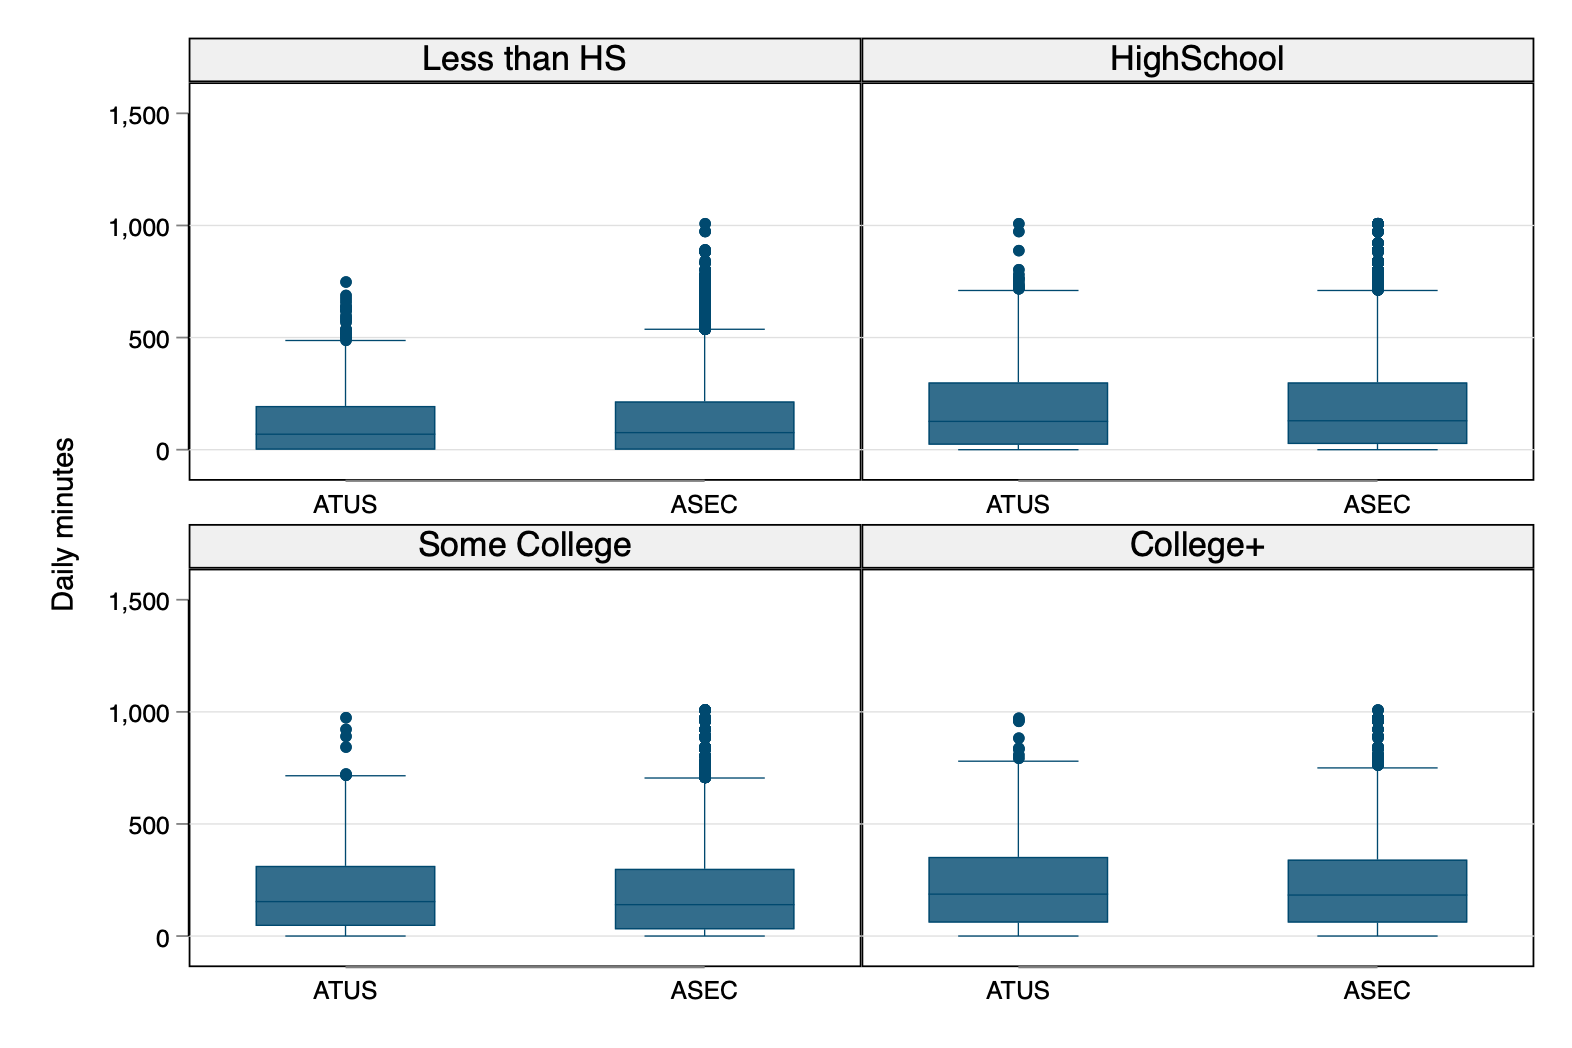 Less than HS
HighSchool
1,500
1,000
500
0
ATUS
ASEC
ATUS
ASEC
Daily minutes
Some College
College+
1,500
1,000
500
0
ATUS
ASEC
ATUS
ASEC